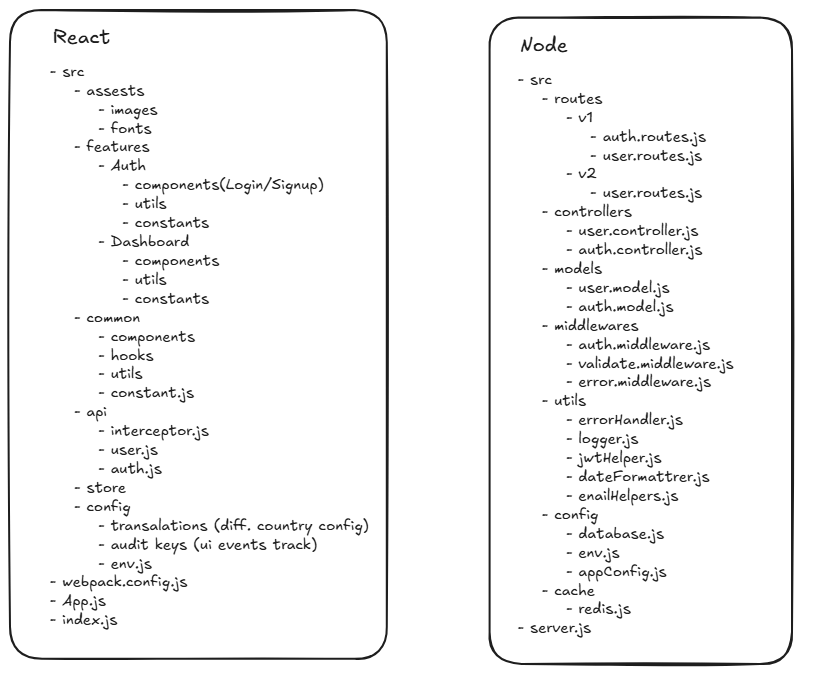 React
- src
- assests
- images
- fonts
- features
- Auth
- components(Login/Signup)
- utils
- constants
- Dashboard
- components
- utils
- constants
- common
- components
- hooks
- utils
- constant.js
- api
- interceptor.js
- user.js
- auth.js
- store
- config
- transalations (diff. country config)
- audit keys (ui events track)
- env.js
- webpack.config.js
- App.js
- index.js
Node
- src
- routes
- v1
- auth.routes.js
- user.routes.js
- v2
- user.routes.js
- controllers
- user.controller.js
- auth.controller.js
- models
- user.model.js
- auth.model.js
- middlewares
- auth.middleware.js
- validate.middleware.js
- error.middleware.js
- utils
- errorHandler.js
- logger.js
- jwtHelper.js
- dateFormattrer.js
- enailHelpers.js
- config
- database.js
- env.js
- appConfig.js
- cache
- redis.js
- server.js